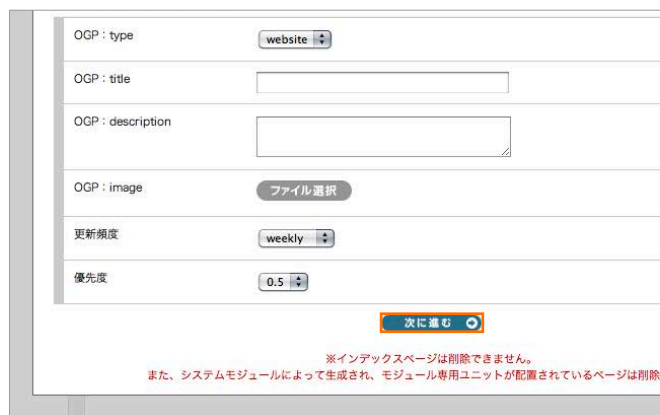 OGP：type
website
OGP：title
OGP：description
OGP：image
ファイル選択
更新頻度
weekly
優先度
0.5
次に進む
※インデックスページは削除できません。
また、システムモジュールによって生成され、モジュール専用ユニットが配置されているページは削除